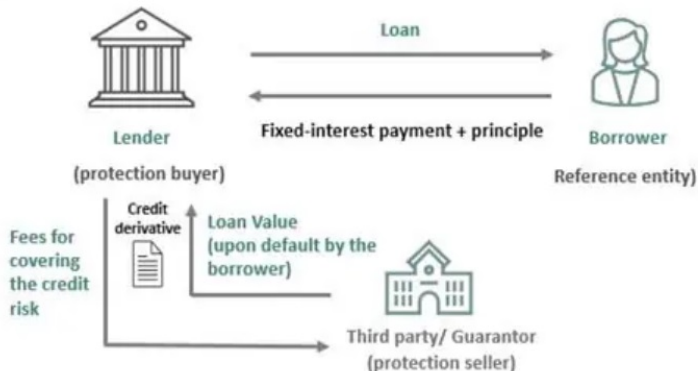 Loan
Fixed-interest payment + principle
Lender
(protection buyer)
Borrower
Reference entity)
Fees for
covering
the credit
risk
Credit
derivative
Loan Value
(upon default by the
borrower)
Third party/ Guarantor
(protection seller)